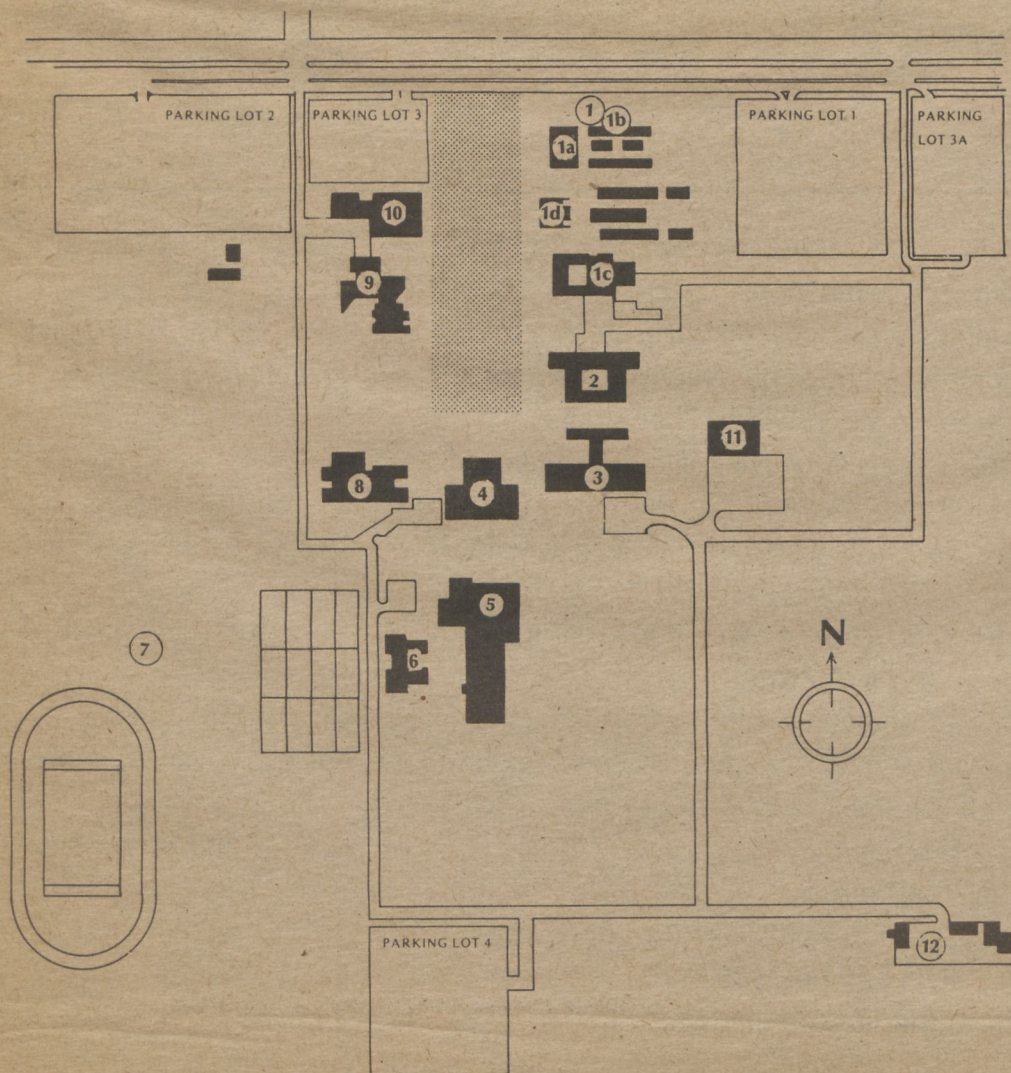 PARKING LOT 2
PARKING LOT 3
1
1b
PARKING LOT 1
PARKING
LOT 3A
1a
10
1d
9
1c
2
11
8
4
3
5
N
7
6
PARKING LOT 4
12